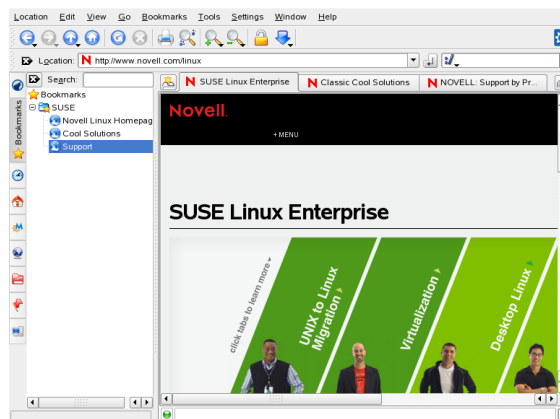 Location Edit View Go Bookmarks Tools Settings Window Help
Location: N http://www.novell.com/linux
Search:
Bookmarks
SUSE
Novell Linux Homepag
Cool Solutions
Support
Bookmarks
N SUSE Linux Enterprise
N Classic Cool Solutions
N NOVELL: Support by Pr...
Novell.
+ MENU
SUSE Linux Enterprise
click tabs to learn more
UNIX to Linux
Migration
Virtualization
Desktop Linux